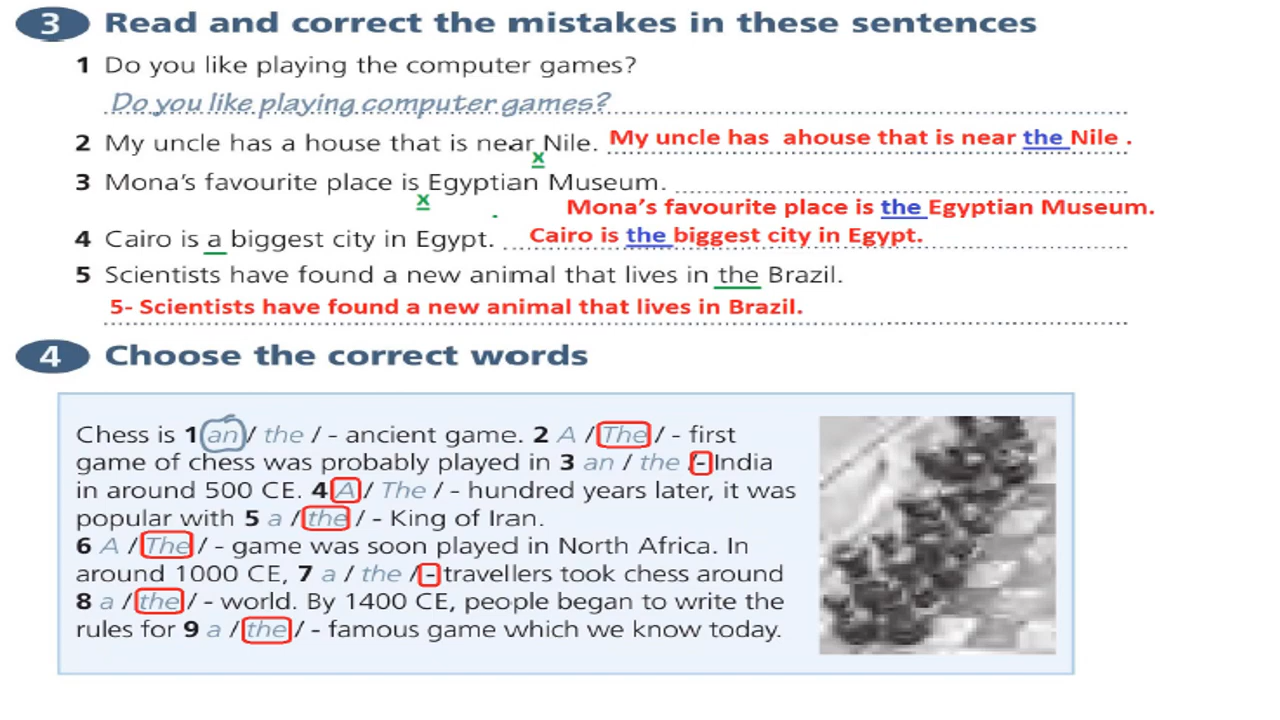 3 Read and correct the mistakes in these sentences
1 Do you like playing the computer games?
Do you like playing computer games?
2 My uncle has a house that is near Nile. My uncle has ahouse that is near the Nile .
x
3 Mona's favourite place is Egyptian Museum.
x
Mona's favourite place is the Egyptian Museum.
4 Cairo is a biggest city in Egypt. Cairo is the biggest city in Egypt.
5 Scientists have found a new animal that lives in the Brazil.
5- Scientists have found a new animal that lives in Brazil.
4 Choose the correct words
Chess is 1 an / the / - ancient game. 2 A / The / - first
game of chess was probably played in 3 an / the / - India
in around 500 CE. 4 A / The / - hundred years later, it was
popular with 5 a / the / - King of Iran.
6 A / The / - game was soon played in North Africa. In
around 1000 CE, 7 a / the / - travellers took chess around
8 a / the / - world. By 1400 CE, people began to write the
rules for 9 a / the / - famous game which we know today.